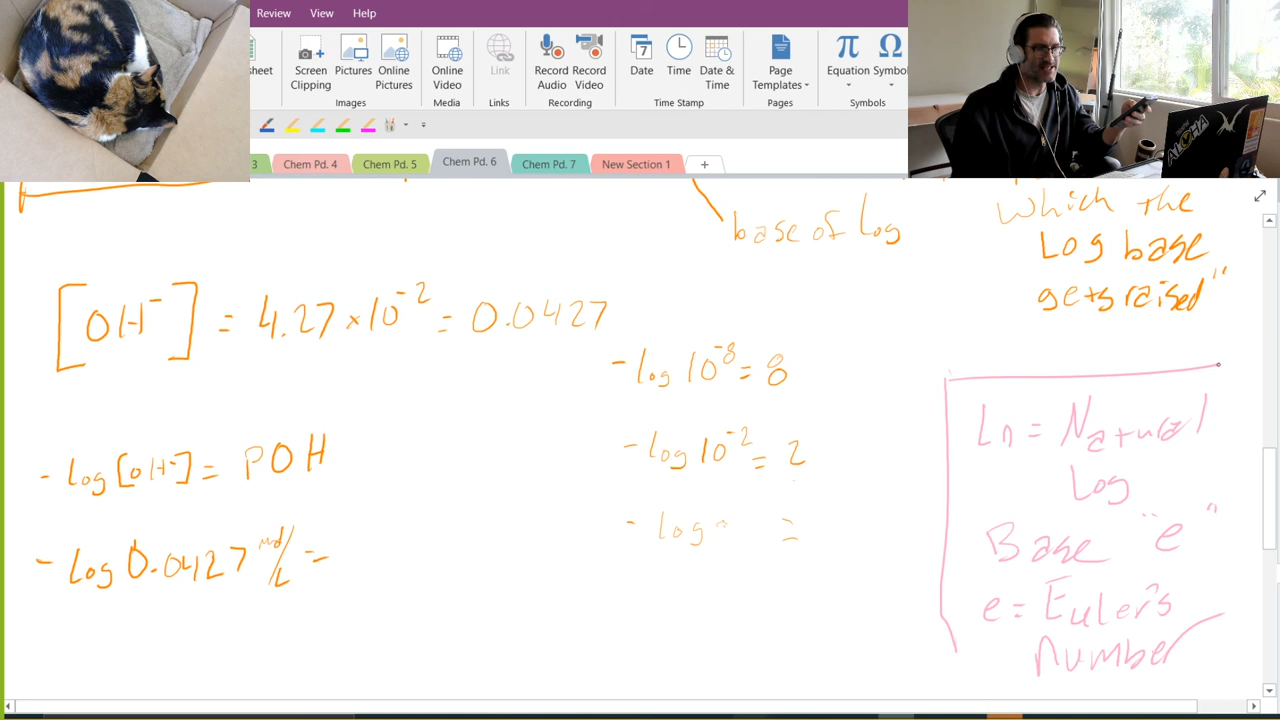 Review View Help
Screen Clipping
Pictures
Online Pictures
Images
Online Video
Media
Link
Links
Record Audio
Record Video
Recording
Date
Time
Date & Time
Time Stamp
Page Templates
Pages
Equation
Symbol
Symbols
3 Chem Pd. 4 Chem Pd. 5 Chem Pd. 6 Chem Pd. 7 New Section 1 +
ALOHA
base of Log
which the
Log base
gets raised"
[OH⁻] = 4.27×10⁻² = 0.0427
-log 10⁻⁸ = 8
-log 10⁻² = 2
-log =
-log[OH⁻] = POH
-log 0.0427 mol/L =
Ln = Natural
Log
Base "e"
e = Euler's
Number